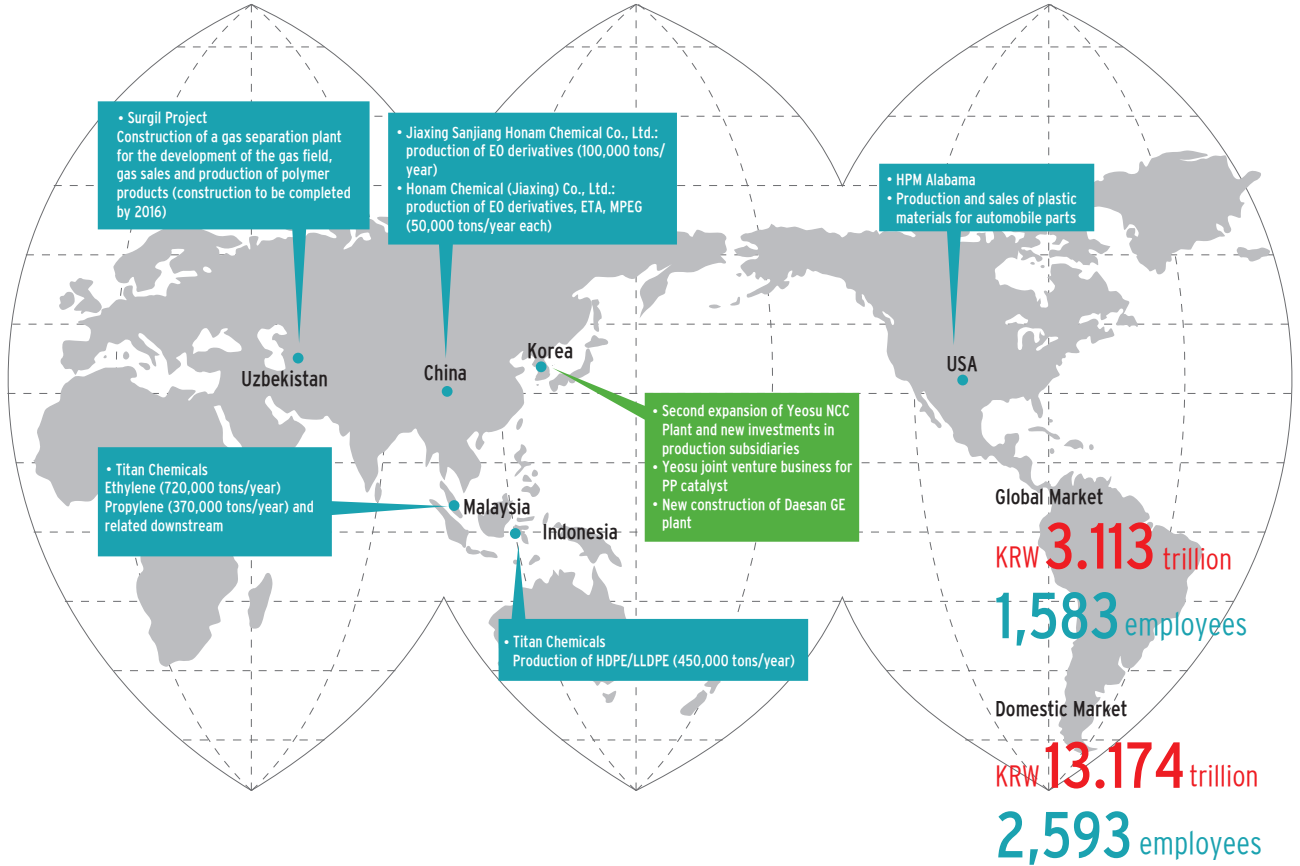 • Surgil Project
Construction of a gas separation plant
for the development of the gas field,
gas sales and production of polymer
products (construction to be completed
by 2016)
• Jiaxing Sanjiang Honam Chemical Co., Ltd.:
production of EO derivatives (100,000 tons/
year)
• Honam Chemical (Jiaxing) Co., Ltd.:
production of EO derivatives, ETA, MPEG
(50,000 tons/year each)
• HPM Alabama
• Production and sales of plastic
materials for automobile parts
Uzbekistan
China
Korea
USA
• Second expansion of Yeosu NCC
Plant and new investments in
production subsidiaries
• Yeosu joint venture business for
PP catalyst
• New construction of Daesan GE
plant
• Titan Chemicals
Ethylene (720,000 tons/year)
Propylene (370,000 tons/year) and
related downstream
Malaysia
Indonesia
• Titan Chemicals
Production of HDPE/LLDPE (450,000 tons/year)
Global Market
KRW 3.113 trillion
1,583 employees
Domestic Market
KRW 13.174 trillion
2,593 employees